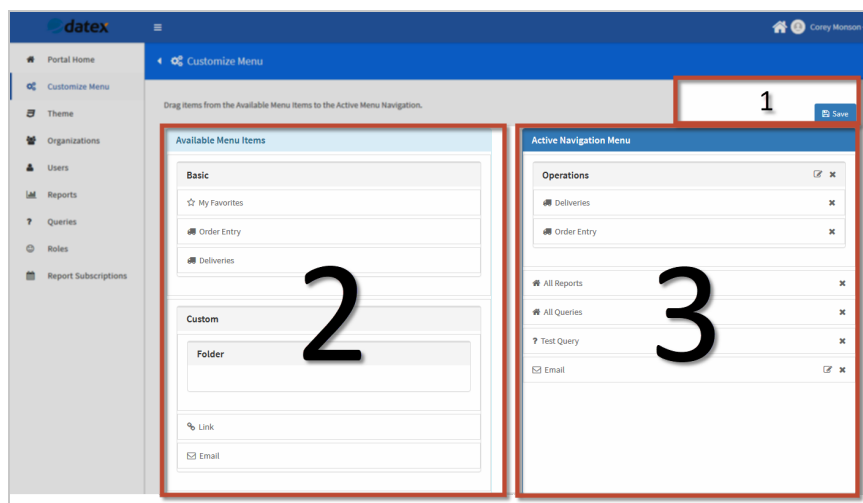 datex
Corey Monson
Portal Home
Customize Menu
Theme
Organizations
Users
Reports
Queries
Roles
Report Subscriptions
Customize Menu
Drag items from the Available Menu Items to the Active Menu Navigation.
1
Save
Available Menu Items
Basic
My Favorites
Order Entry
Deliveries
2
Custom
Folder
Link
Email
Active Navigation Menu
Operations
Deliveries
Order Entry
3
All Reports
All Queries
? Test Query
Email